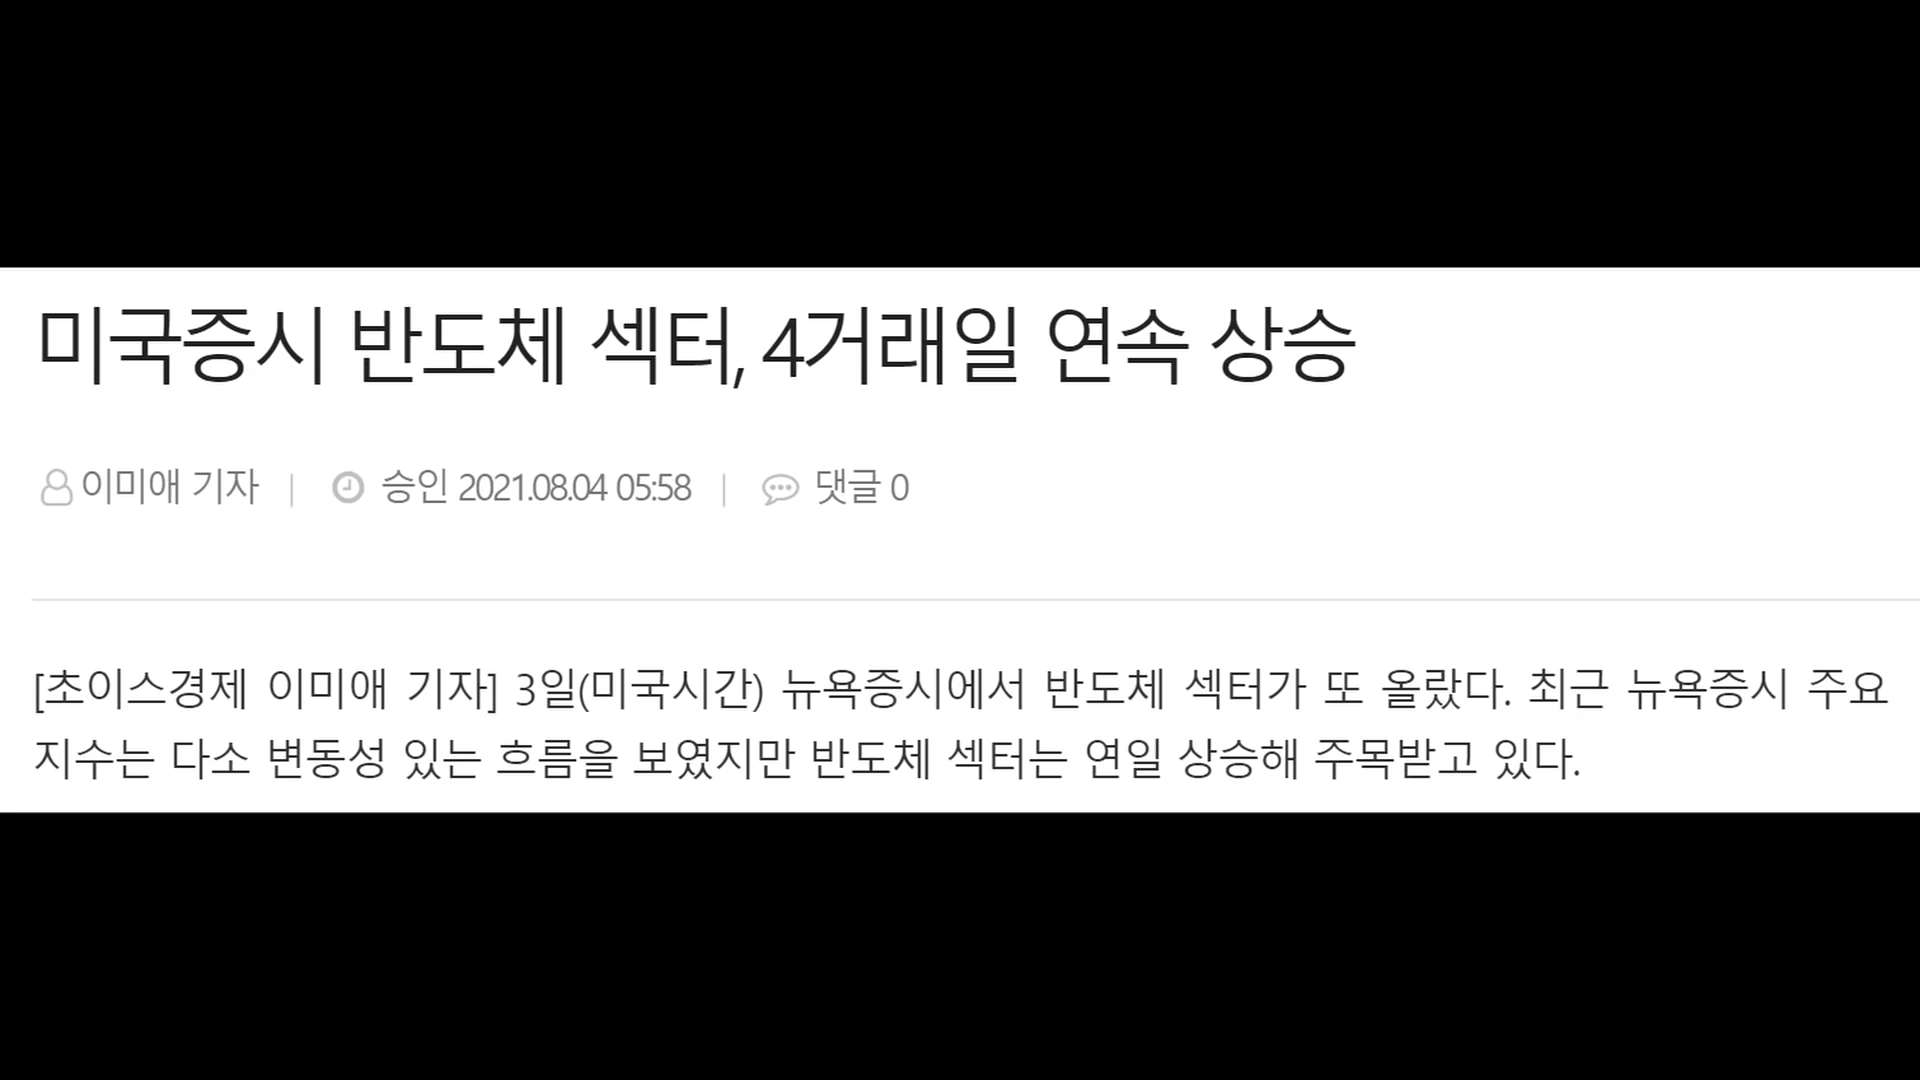 미국증시 반도체 섹터, 4거래일 연속 상승
이미애 기자 | 승인 2021.08.04 05:58 | 댓글 0
[초이스경제 이미애 기자] 3일(미국시간) 뉴욕증시에서 반도체 섹터가 또 올랐다. 최근 뉴욕증시 주요
지수는 다소 변동성 있는 흐름을 보였지만 반도체 섹터는 연일 상승해 주목받고 있다.